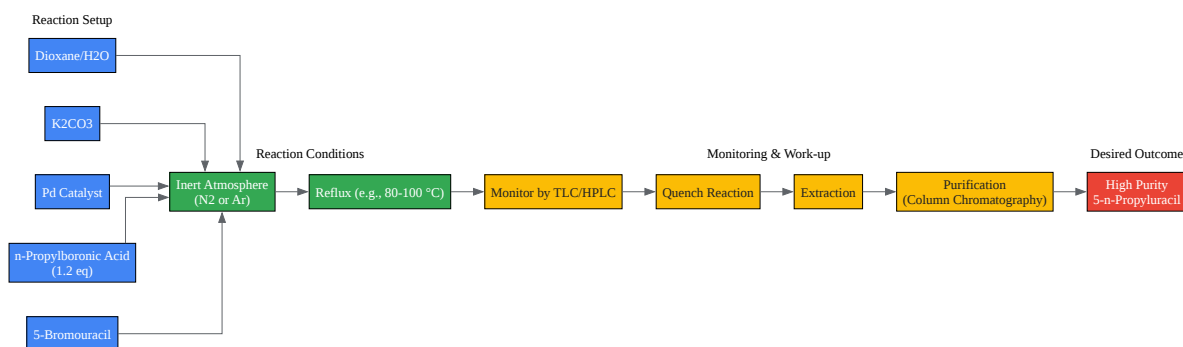 Reaction Setup
Dioxane/H2O
K2CO3
Pd Catalyst
n-Propylboronic Acid
(1.2 eq)
5-Bromouracil
Reaction Conditions
Inert Atmosphere
(N2 or Ar)
Reflux (e.g., 80-100 °C)
Monitoring & Work-up
Monitor by TLC/HPLC
Quench Reaction
Extraction
Purification
(Column Chromatography)
Desired Outcome
High Purity
5-n-Propyluracil